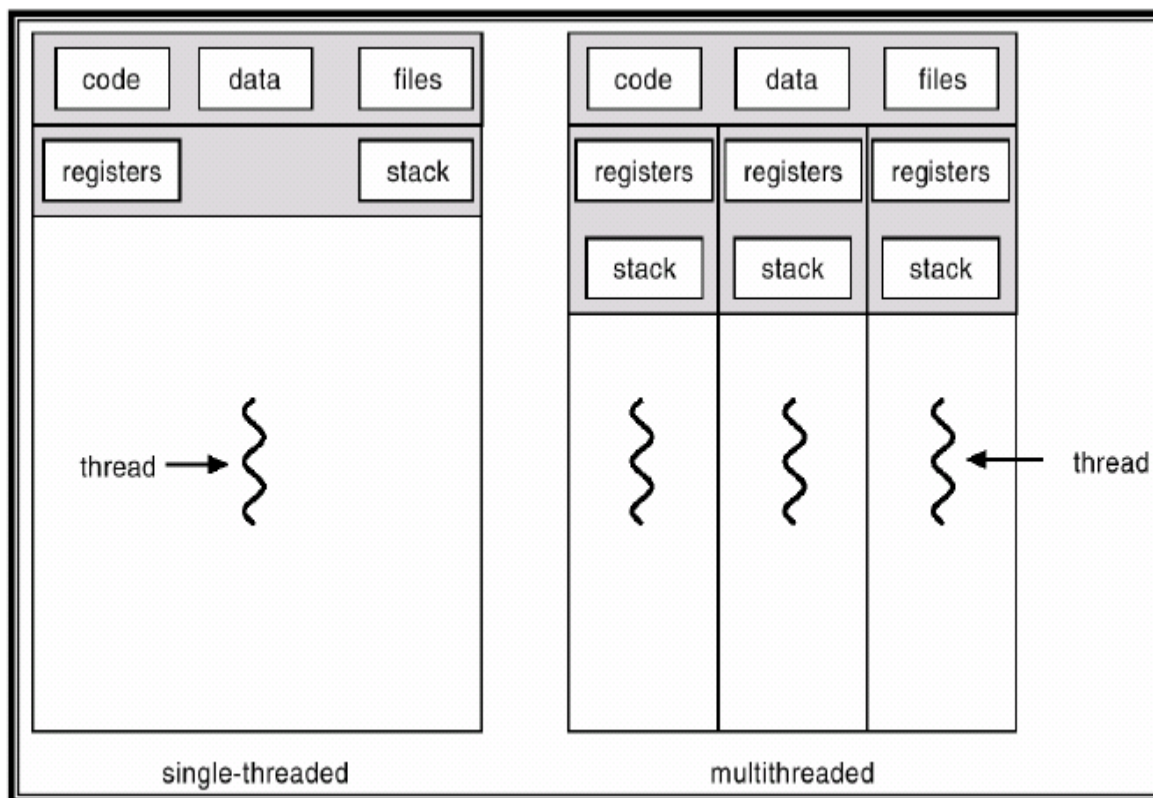 code data files
registers stack
thread
single-threaded
code data files
registers registers registers
stack stack stack
thread
multithreaded